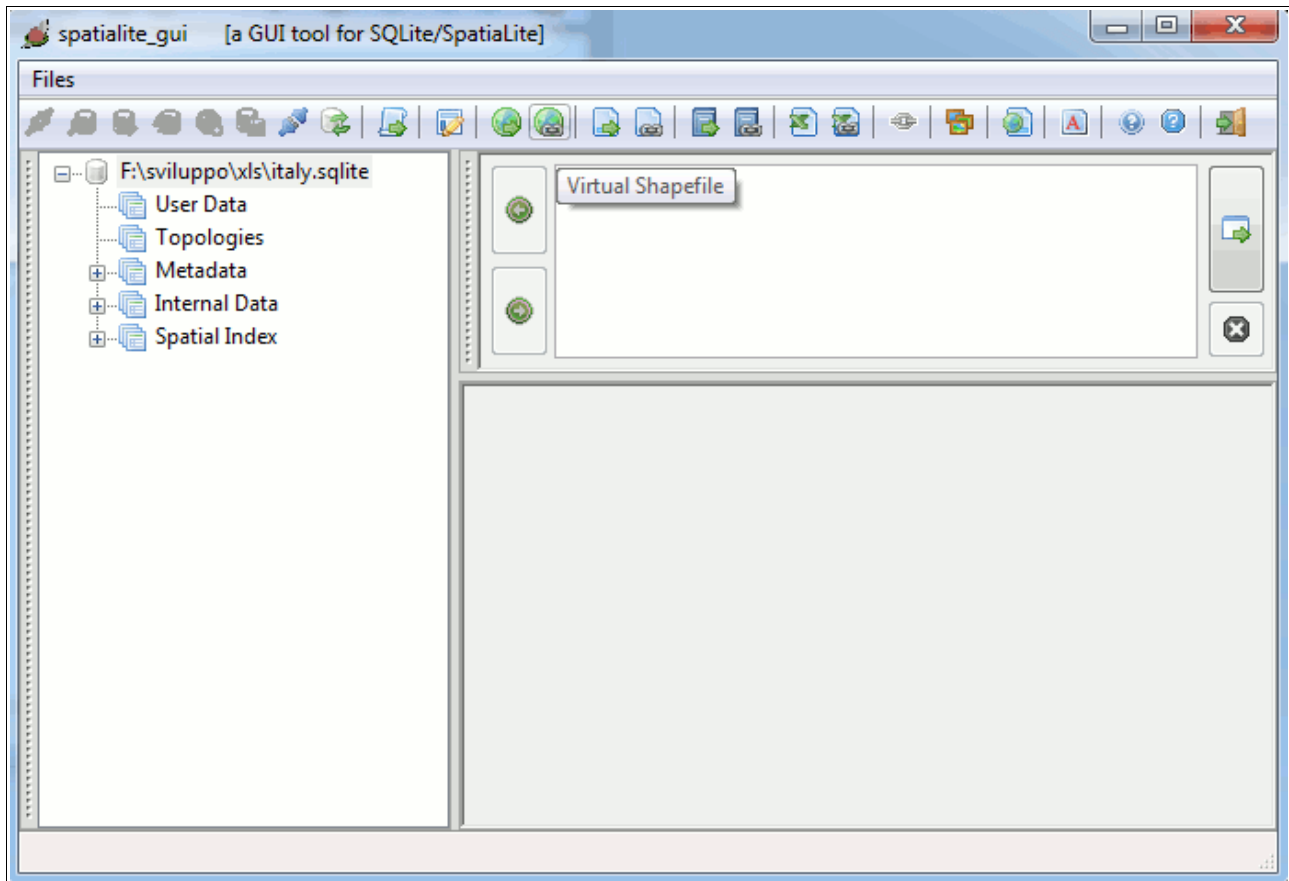 spatialite_gui [a GUI tool for SQLite/SpatiaLite]
Files
F:\sviluppo\xls\italy.sqlite
User Data
Topologies
Metadata
Internal Data
Spatial Index
Virtual Shapefile